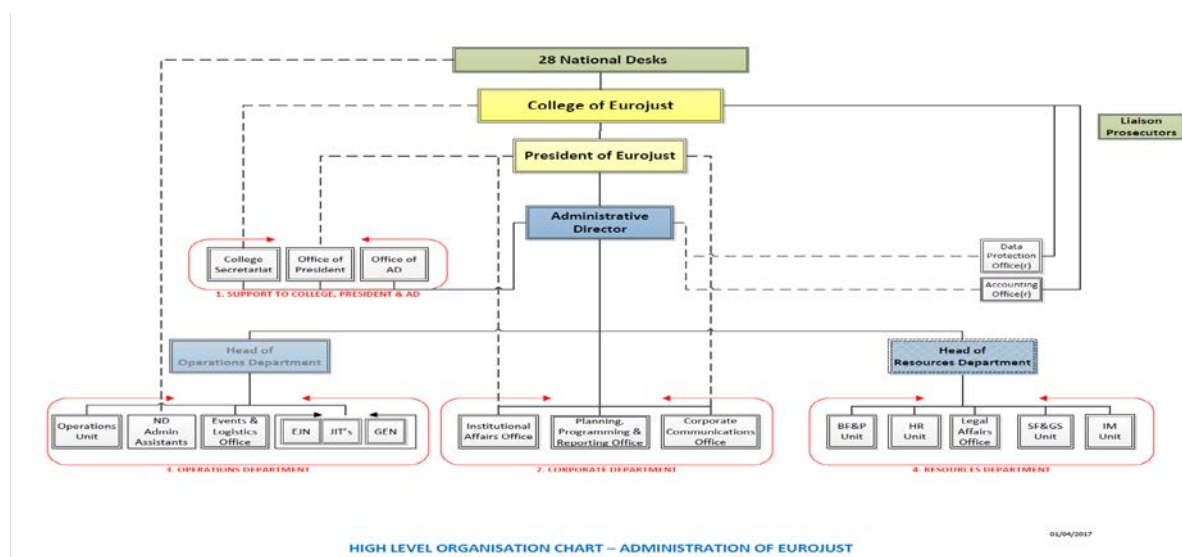 28 National Desks
College of Eurojust
Liaison
Prosecutors
President of Eurojust
Administrative
Director
College
Secretariat
Office of
President
Office of
AD
Data
Protection
Office(r)
Accounting
Office(r)
1. SUPPORT TO COLLEGE, PRESIDENT & AD
Head of
Operations Department
Head of
Resources Department
Operations
Unit
ND
Admin
Assistants
Events &
Logistics
Office
EJN
JIT's
GEN
Institutional
Affairs Office
Planning,
Programming &
Reporting Office
Corporate
Communications
Office
BF&P
Unit
HR
Unit
Legal
Affairs
Office
SF&GS
Unit
IM
Unit
3. OPERATIONS DEPARTMENT
2. CORPORATE DEPARTMENT
4. RESOURCES DEPARTMENT
01/04/2017
HIGH LEVEL ORGANISATION CHART – ADMINISTRATION OF EUROJUST